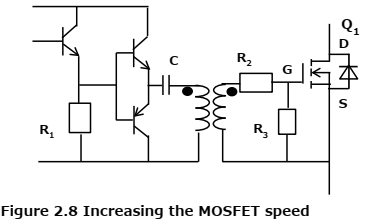 Q1
D
C
R2
G
S
R1
R3
Figure 2.8 Increasing the MOSFET speed